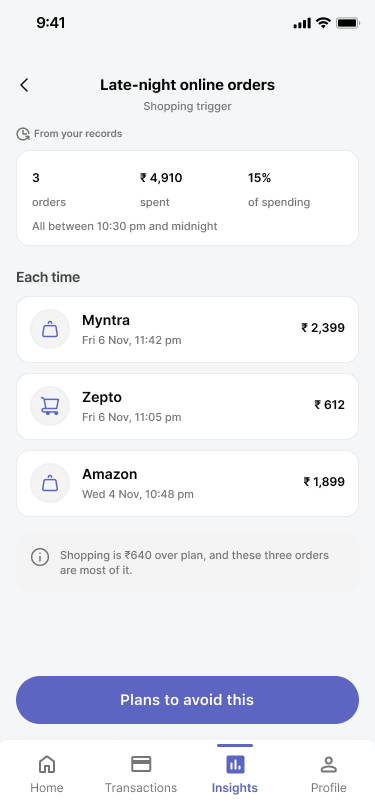 9:41
Late-night online orders
Shopping trigger
From your records
3
₹ 4,910
15%
orders
spent
of spending
All between 10:30 pm and midnight
Each time
Myntra
Fri 6 Nov, 11:42 pm
₹ 2,399
Zepto
Fri 6 Nov, 11:05 pm
₹ 612
Amazon
Wed 4 Nov, 10:48 pm
₹ 1,899
Shopping is ₹640 over plan, and these three orders
are most of it.
Plans to avoid this
Home
Transactions
Insights
Profile